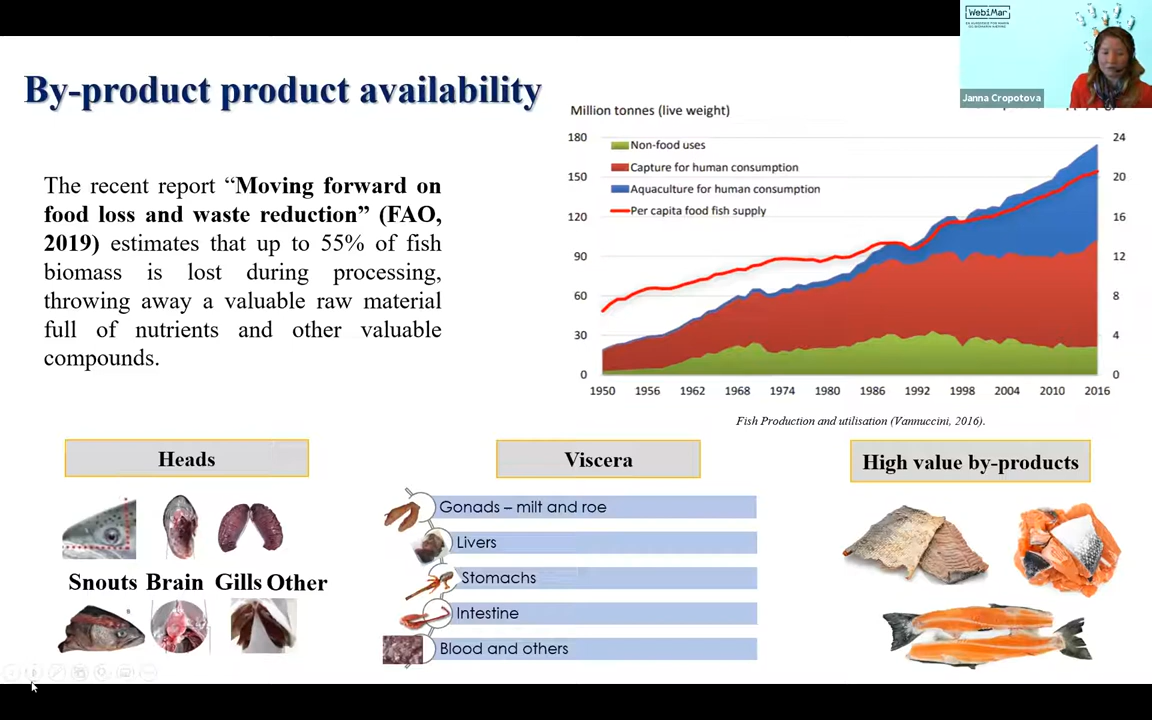 WebiMar
Janna Cropotova
By-product product availability
The recent report “Moving forward on
food loss and waste reduction” (FAO,
2019) estimates that up to 55% of fish
biomass is lost during processing,
throwing away a valuable raw material
full of nutrients and other valuable
compounds.
Million tonnes (live weight)
180
150
120
90
60
30
0
Non-food uses
Capture for human consumption
Aquaculture for human consumption
Per capita food fish supply
24
20
16
12
8
4
0
1950 1956 1962 1968 1974 1980 1986 1992 1998 2004 2010 2016
Fish Production and utilisation (Vannuccini, 2016).
Heads
Snouts Brain Gills Other
Viscera
Gonads – milt and roe
Livers
Stomachs
Intestine
Blood and others
High value by-products